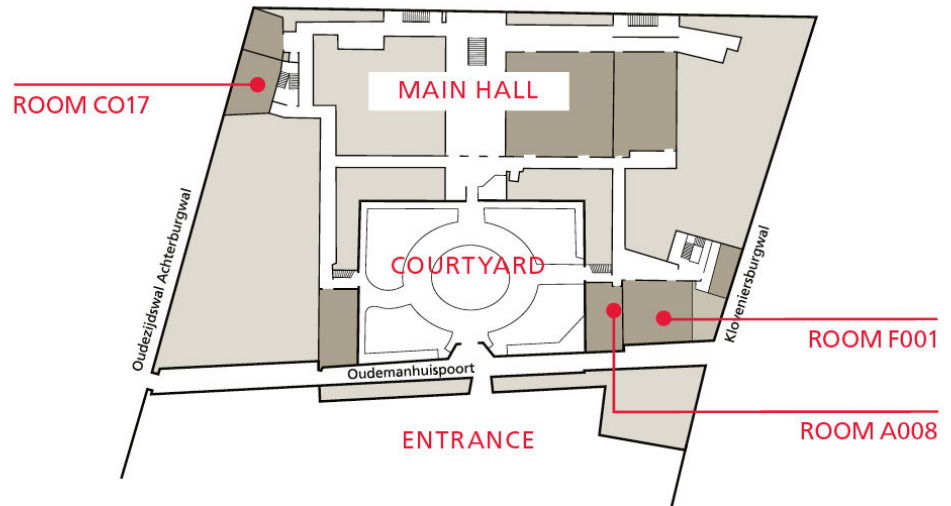 MAIN HALL
ROOM CO17
Oudezijdswal Achterburgwal
COURTYARD
Kloveniersburgwal
ROOM F001
Oudemanhuispoort
ROOM A008
ENTRANCE